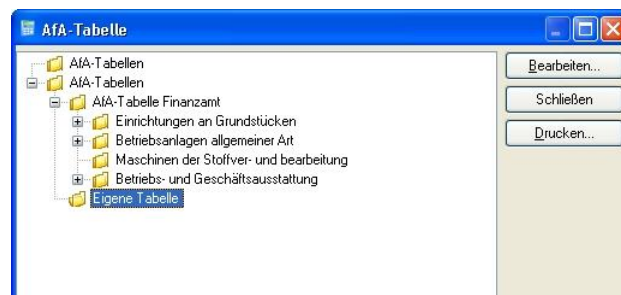 AfA-Tabelle
AfA-Tabellen
AfA-Tabellen
AfA-Tabelle Finanzamt
Einrichtungen an Grundstücken
Betriebsanlagen allgemeiner Art
Maschinen der Stoffver- und bearbeitung
Betriebs- und Geschäftsausstattung
Eigene Tabelle
Bearbeiten...
Schließen
Drucken...